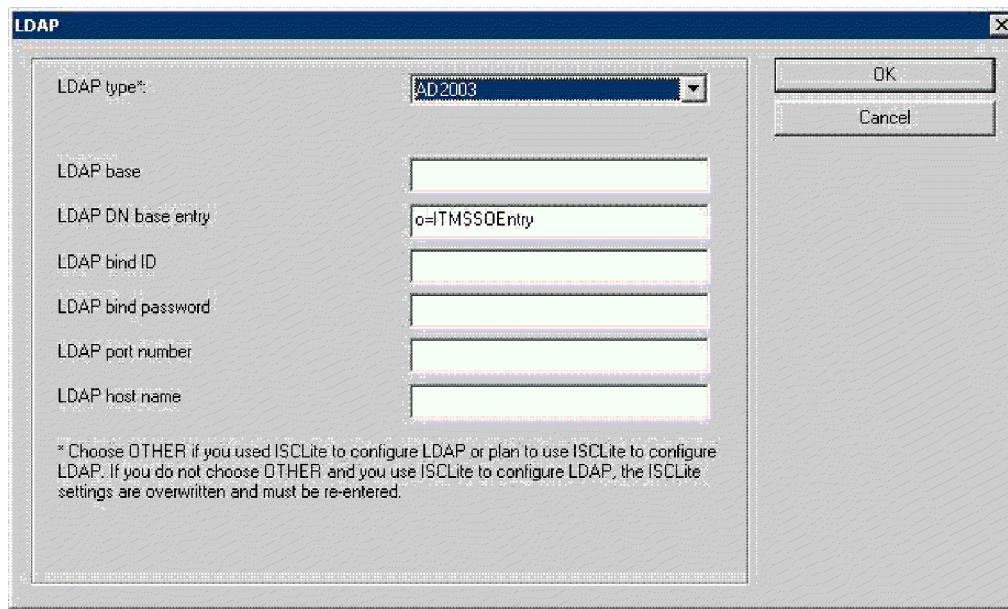 LDAP
LDAP type*:
AD2003
OK
Cancel
LDAP base
LDAP DN base entry
o=ITMSSOEntry
LDAP bind ID
LDAP bind password
LDAP port number
LDAP host name
* Choose OTHER if you used ISCLite to configure LDAP or plan to use ISCLite to configure
LDAP. If you do not choose OTHER and you use ISCLite to configure LDAP, the ISCLite
settings are overwritten and must be re-entered.